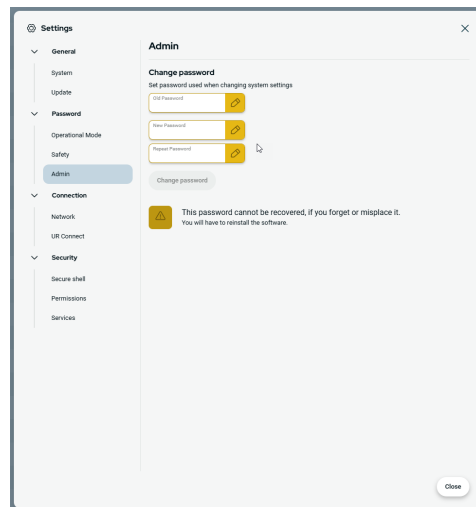 Settings
General
System
Update
Password
Operational Mode
Safety
Admin
Connection
Network
UR Connect
Security
Secure shell
Permissions
Services
Admin
Change password
Set password used when changing system settings
Old Password
New Password
Repeat Password
Change password
This password cannot be recovered, if you forget or misplace it.
You will have to reinstall the software.
Close